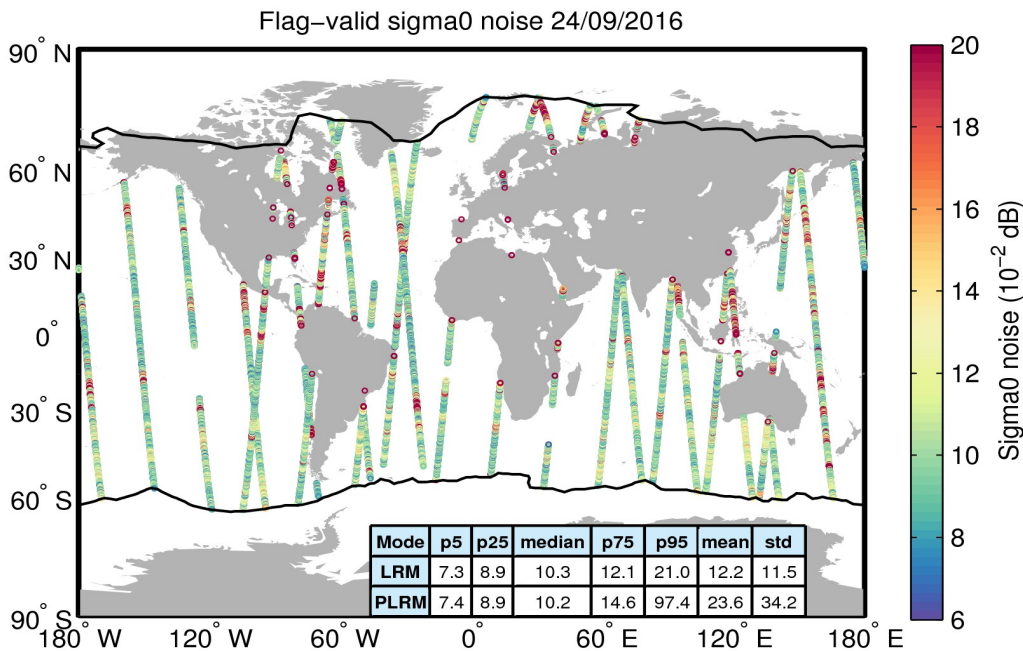 Flag−valid sigma0 noise 24/09/2016
90° N
60° N
30° N
0°
30° S
60° S
90° S
180° W
120° W
60° W
0°
60° E
120° E
180° E
Mode p5 p25 median p75 p95 mean std
LRM 7.3 8.9 10.3 12.1 21.0 12.2 11.5
PLRM 7.4 8.9 10.2 14.6 97.4 23.6 34.2
20
18
16
14
12
10
8
6
Sigma0 noise (10⁻² dB)